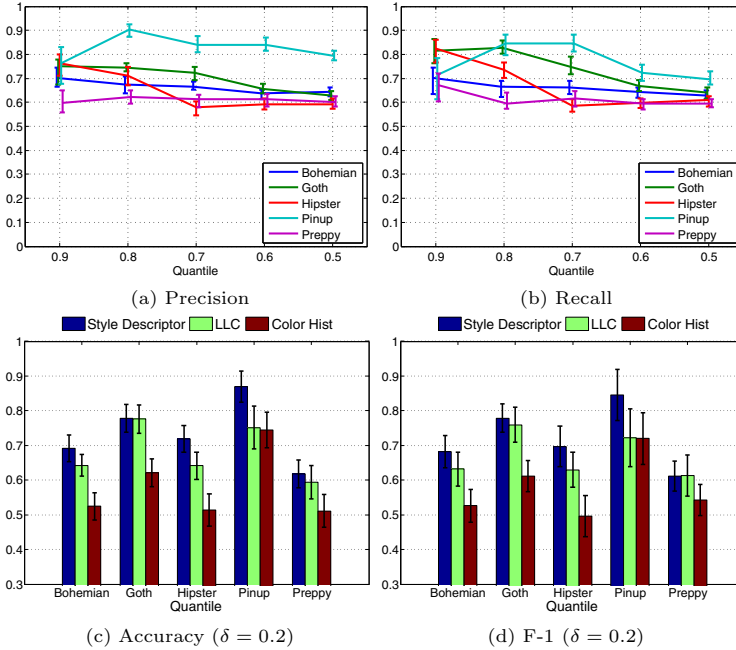 1
0.9
0.8
0.7
0.6
0.5
0.4
0.3
0.2
0.1
0
0.9 0.8 0.7 0.6 0.5
Quantile
Bohemian
Goth
Hipster
Pinup
Preppy
(a) Precision
1
0.9
0.8
0.7
0.6
0.5
0.4
0.3
0.2
0.1
0
0.9 0.8 0.7 0.6 0.5
Quantile
Bohemian
Goth
Hipster
Pinup
Preppy
(b) Recall
Style Descriptor LLC Color Hist
1
0.9
0.8
0.7
0.6
0.5
0.4
0.3
Bohemian Goth Hipster Pinup Preppy
Quantile
(c) Accuracy (δ = 0.2)
Style Descriptor LLC Color Hist
1
0.9
0.8
0.7
0.6
0.5
0.4
0.3
Bohemian Goth Hipster Pinup Preppy
Quantile
(d) F-1 (δ = 0.2)